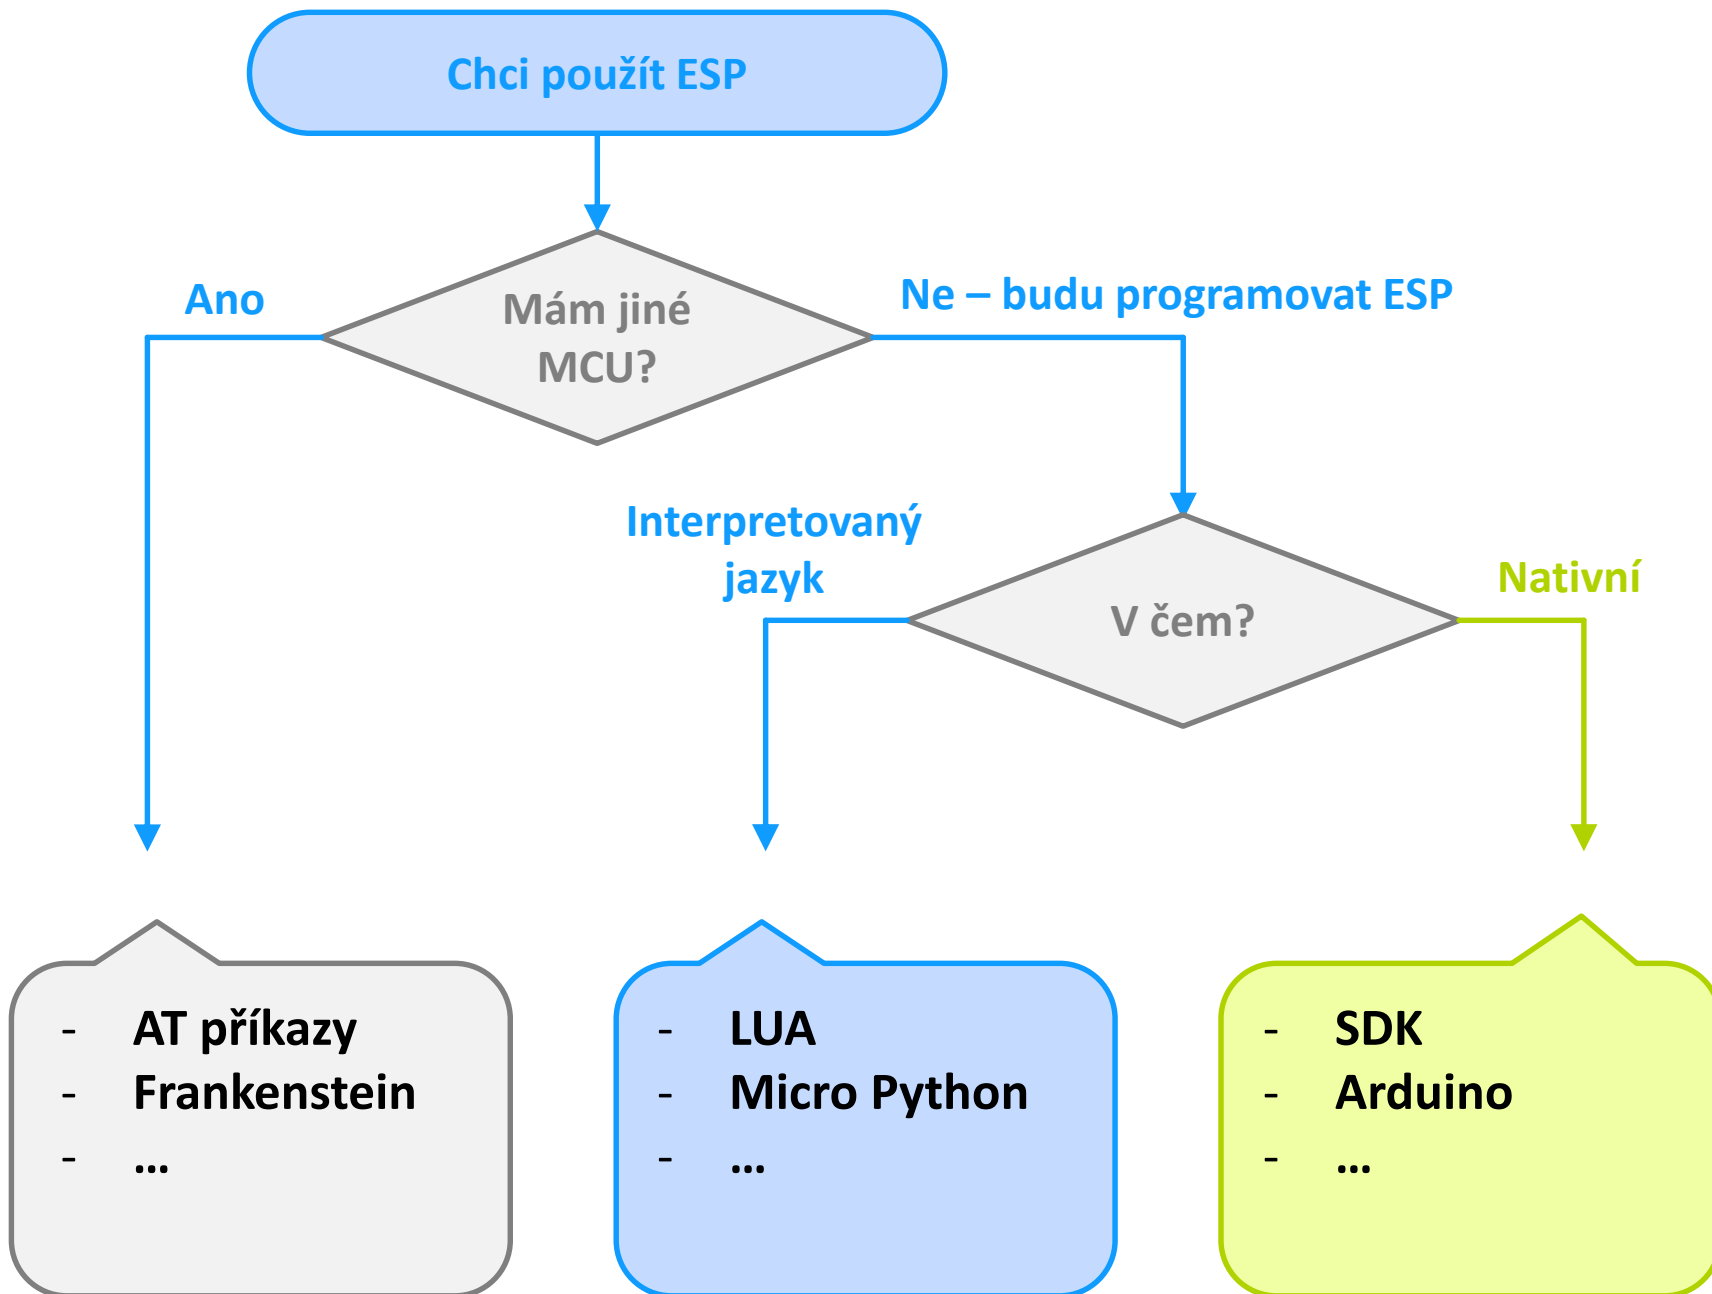 Chci použít ESP
Ano
Mám jiné
MCU?
Ne – budu programovat ESP
Interpretovaný
jazyk
V čem?
Nativní
- AT příkazy
- Frankenstein
- ...
- LUA
- Micro Python
- ...
- SDK
- Arduino
- ...